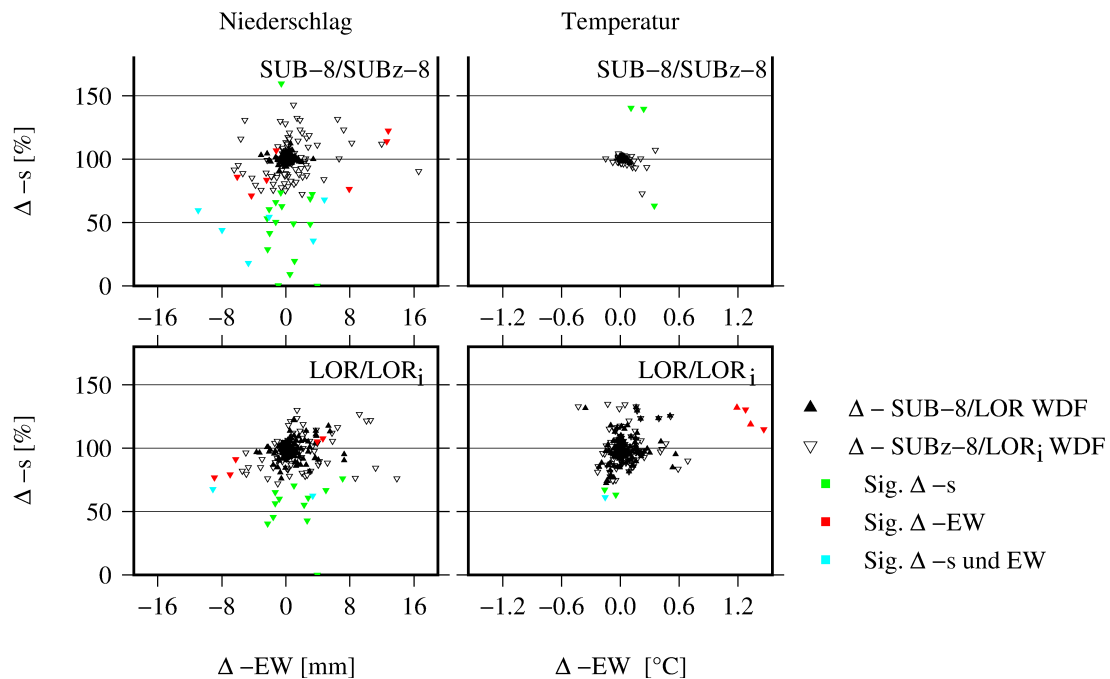 Niederschlag Temperatur
SUB−8/SUBz−8 SUB−8/SUBz−8
150
100
50
0
Δ −s [%]
−16 −8 0 8 16 −1.2 −0.6 0.0 0.6 1.2
LOR/LORi LOR/LORi
150
100
50
0
Δ −s [%]
−16 −8 0 8 16 −1.2 −0.6 0.0 0.6 1.2
Δ −EW [mm] Δ −EW [°C]
Δ − SUB−8/LOR WDF
Δ − SUBz−8/LORi WDF
Sig. Δ −s
Sig. Δ −EW
Sig. Δ −s und EW